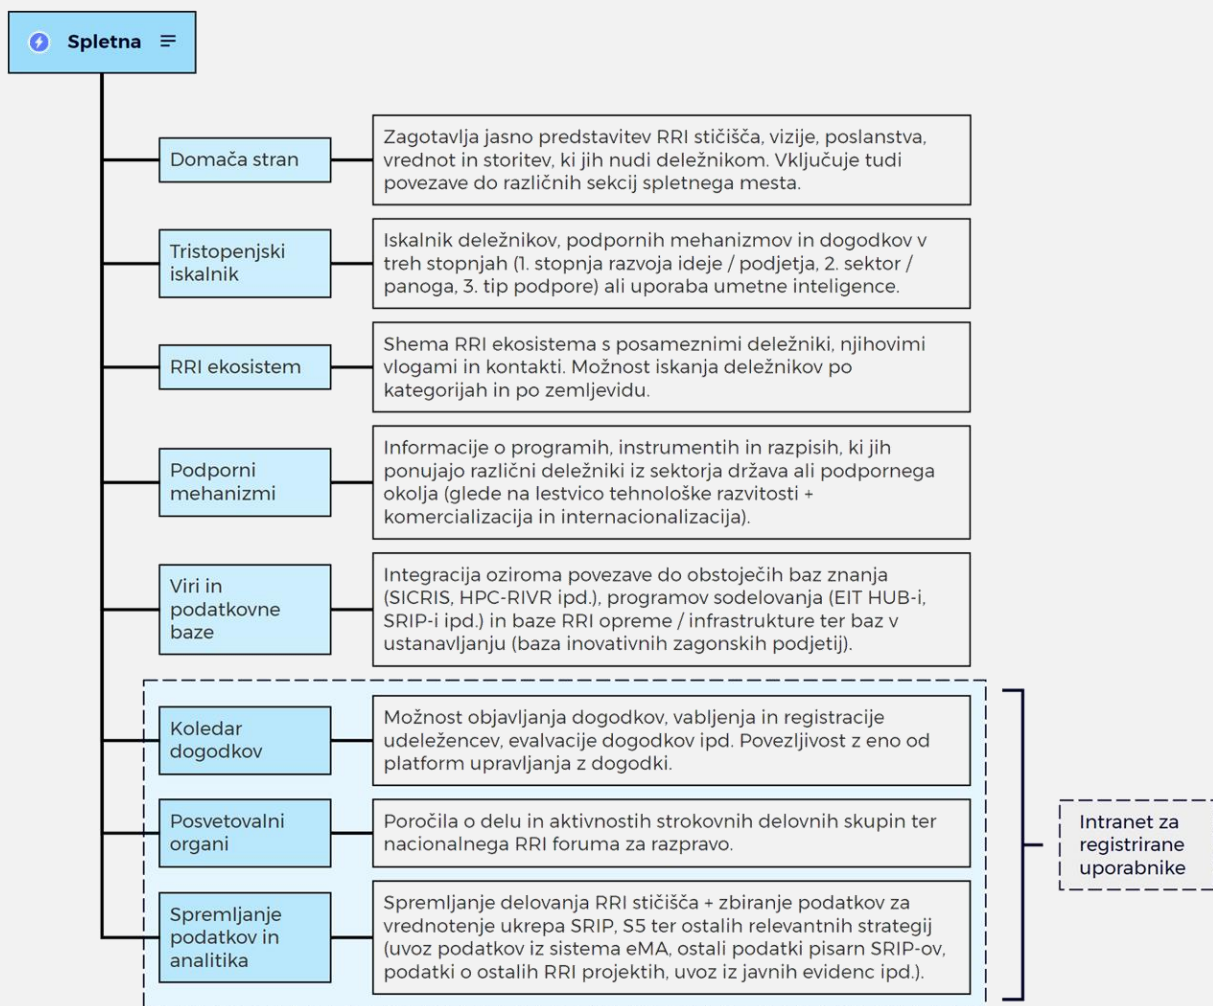 Spletna
Domača stran
Zagotavlja jasno predstavitev RRI stičišča, vizije, poslanstva,
vrednot in storitev, ki jih nudi deležnikom. Vključuje tudi
povezave do različnih sekcij spletnega mesta.
Tristopenjski
iskalnik
Iskalnik deležnikov, podpornih mehanizmov in dogodkov v
treh stopnjah (1. stopnja razvoja ideje / podjetja, 2. sektor /
panoga, 3. tip podpore) ali uporaba umetne inteligence.
RRI ekosistem
Shema RRI ekosistema s posameznimi deležniki, njihovimi
vlogami in kontakti. Možnost iskanja deležnikov po
kategorijah in po zemljevidu.
Podporni
mehanizmi
Informacije o programih, instrumentih in razpisih, ki jih
ponujajo različni deležniki iz sektorja država ali podpornega
okolja (glede na lestvico tehnološke razvitosti +
komercializacija in internacionalizacija).
Viri in
podatkovne
baze
Integracija oziroma povezave do obstoječih baz znanja
(SICRIS, HPC-RIVR ipd.), programov sodelovanja (EIT HUB-i,
SRIP-i ipd.) in baze RRI opreme / infrastrukture ter baz v
ustanavljanju (baza inovativnih zagonskih podjetij).
Koledar
dogodkov
Možnost objavljanja dogodkov, vabljenja in registracije
udeležencev, evalvacije dogodkov ipd. Povezljivost z eno od
platform upravljanja z dogodki.
Posvetovalni
organi
Poročila o delu in aktivnostih strokovnih delovnih skupin ter
nacionalnega RRI foruma za razpravo.
Spremljanje
podatkov in
analitika
Spremljanje delovanja RRI stičišča + zbiranje podatkov za
vrednotenje ukrepa SRIP, S5 ter ostalih relevantnih strategij
(uvoz podatkov iz sistema eMA, ostali podatki pisarn SRIP-ov,
podatki o ostalih RRI projektih, uvoz iz javnih evidenc ipd.).
Intranet za
registrirane
uporabnike